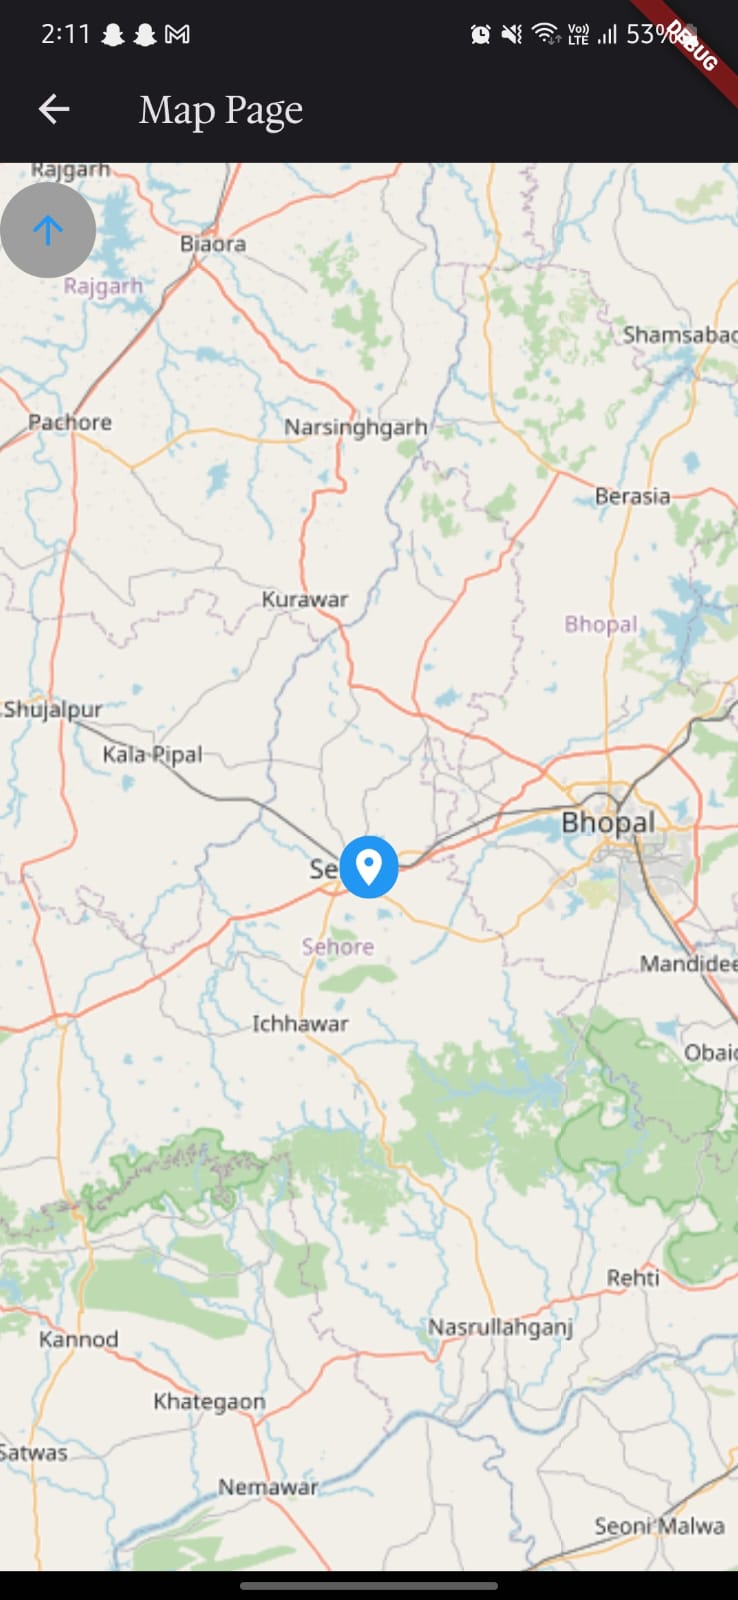 2:11
Vo)) LTE
53%
DEBUG
Map Page
Rajgarh
Biaora
Rajgarh
Shamsabad
Pachore
Narsinghgarh
Berasia
Kurawar
Bhopal
Shujalpur
Kala Pipal
Bhopal
Se
Sehore
Mandidee
Ichhawar
Obaid
Rehti
Nasrullahganj
Kannod
Khategaon
Satwas
Nemawar
Seoni Malwa